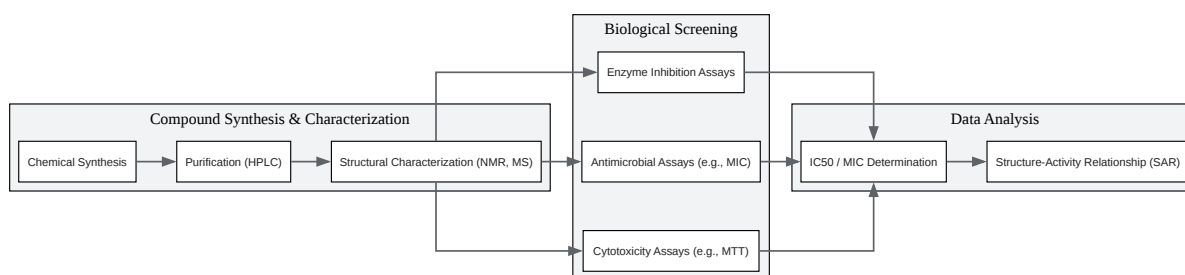 Biological Screening
Enzyme Inhibition Assays
Compound Synthesis & Characterization
Data Analysis
Chemical Synthesis
Purification (HPLC)
Structural Characterization (NMR, MS)
Antimicrobial Assays (e.g., MIC)
IC50 / MIC Determination
Structure-Activity Relationship (SAR)
Cytotoxicity Assays (e.g., MTT)